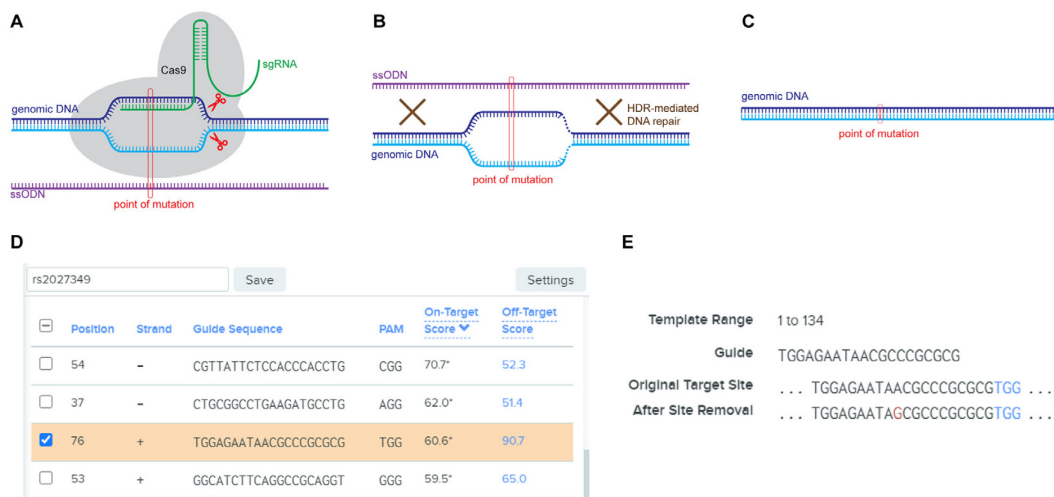 A
Cas9
sgRNA
genomic DNA
ssODN
point of mutation
B
ssODN
HDR-mediated
DNA repair
genomic DNA
point of mutation
C
genomic DNA
point of mutation
D
rs2027349 Save Settings
Position Strand Guide Sequence PAM On-Target Score Off-Target Score
54 - CGTTATTCTCCACCCACCTG CGG 70.7* 52.3
37 - CTGCGGCCTGAAGATGCCTG AGG 62.0* 51.4
76 + TGGAGAATAACGCCCGCGCG TGG 60.6* 90.7
53 + GGCATCTTCAGGCCGCAGGT GGG 59.5* 65.0
E
Template Range 1 to 134
Guide TGGAGAATAACGCCCGCGCG
Original Target Site ... TGGAGAATAACGCCCGCGCGTGG ...
After Site Removal ... TGGAGAATAGCGCCCGCGCGTGG ...